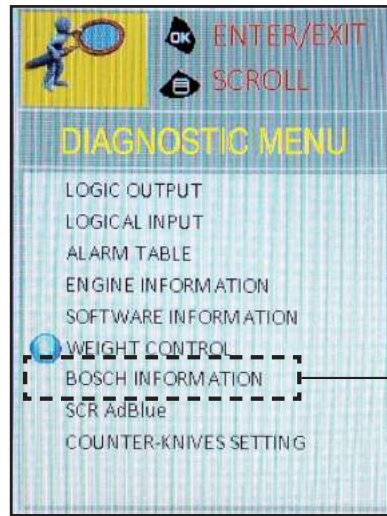 OK ENTER/EXIT
SCROLL
DIAGNOSTIC MENU
LOGIC OUTPUT
LOGICAL INPUT
ALARM TABLE
ENGINE INFORMATION
SOFTWARE INFORMATION
WEIGHT CONTROL
BOSCH INFORMATION
SCR AdBlue
COUNTER-KNIVES SETTING